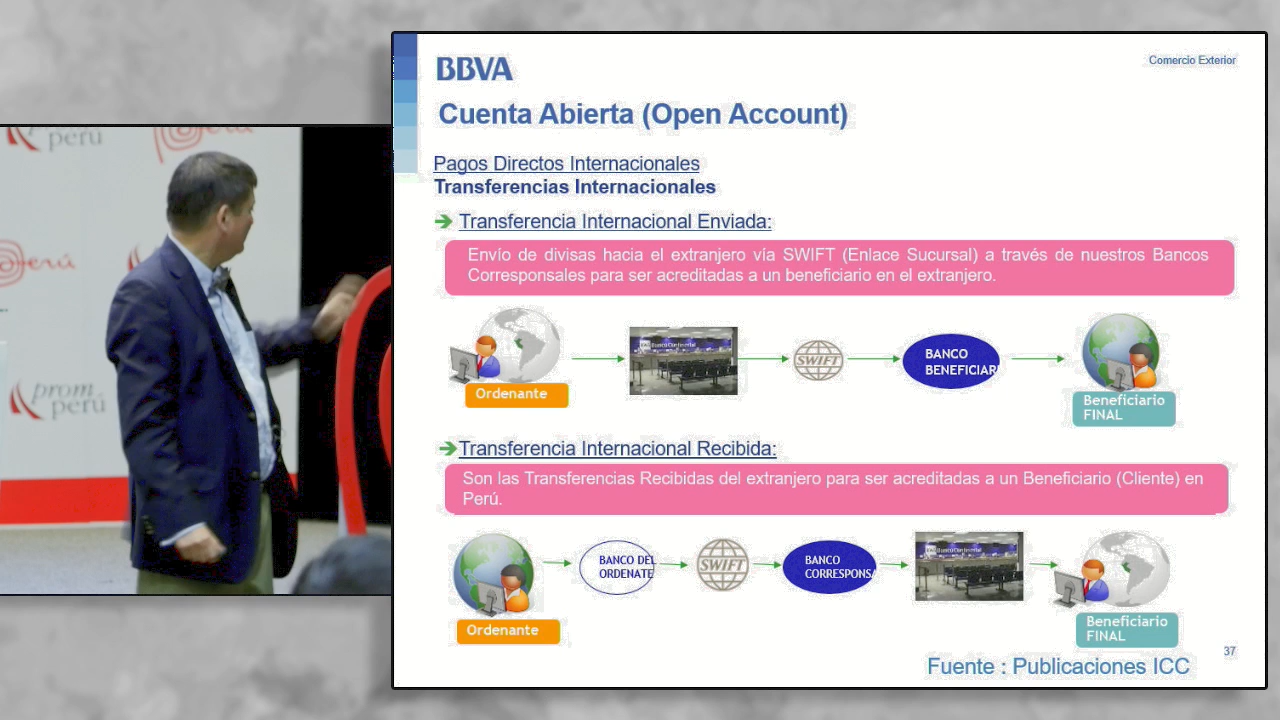 perú
perú
prom
perú
BBVA
Comercio Exterior
Cuenta Abierta (Open Account)
Pagos Directos Internacionales
Transferencias Internacionales
Transferencia Internacional Enviada:
Envío de divisas hacia el extranjero vía SWIFT (Enlace Sucursal) a través de nuestros Bancos
Corresponsales para ser acreditadas a un beneficiario en el extranjero.
Banco Continental
SWIFT
BANCO
BENEFICIAR
Ordenante
Beneficiario
FINAL
Transferencia Internacional Recibida:
Son las Transferencias Recibidas del extranjero para ser acreditadas a un Beneficiario (Cliente) en
Perú.
BANCO DEL
ORDENATE
SWIFT
BANCO
CORRESPONSA
Banco Continental
Ordenante
Beneficiario
FINAL
37
Fuente : Publicaciones ICC